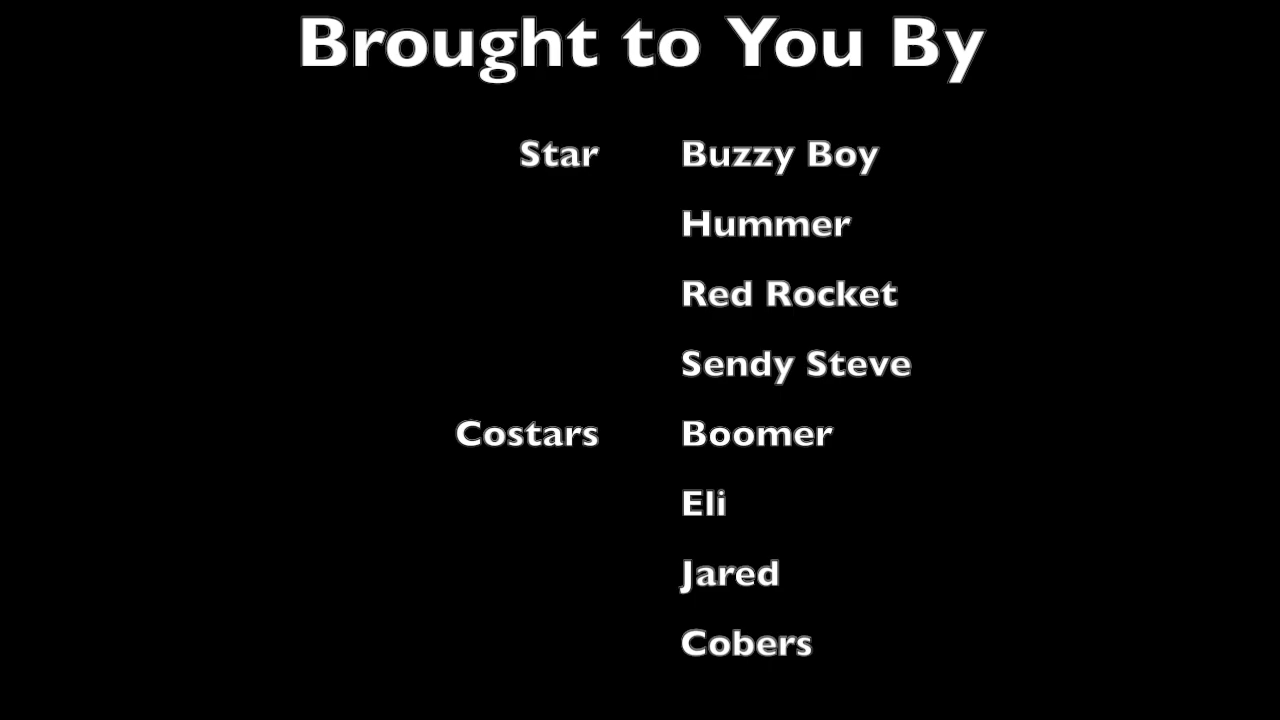 Brought to You By
Star Buzzy Boy
Hummer
Red Rocket
Sendy Steve
Costars Boomer
Eli
Jared
Cobers